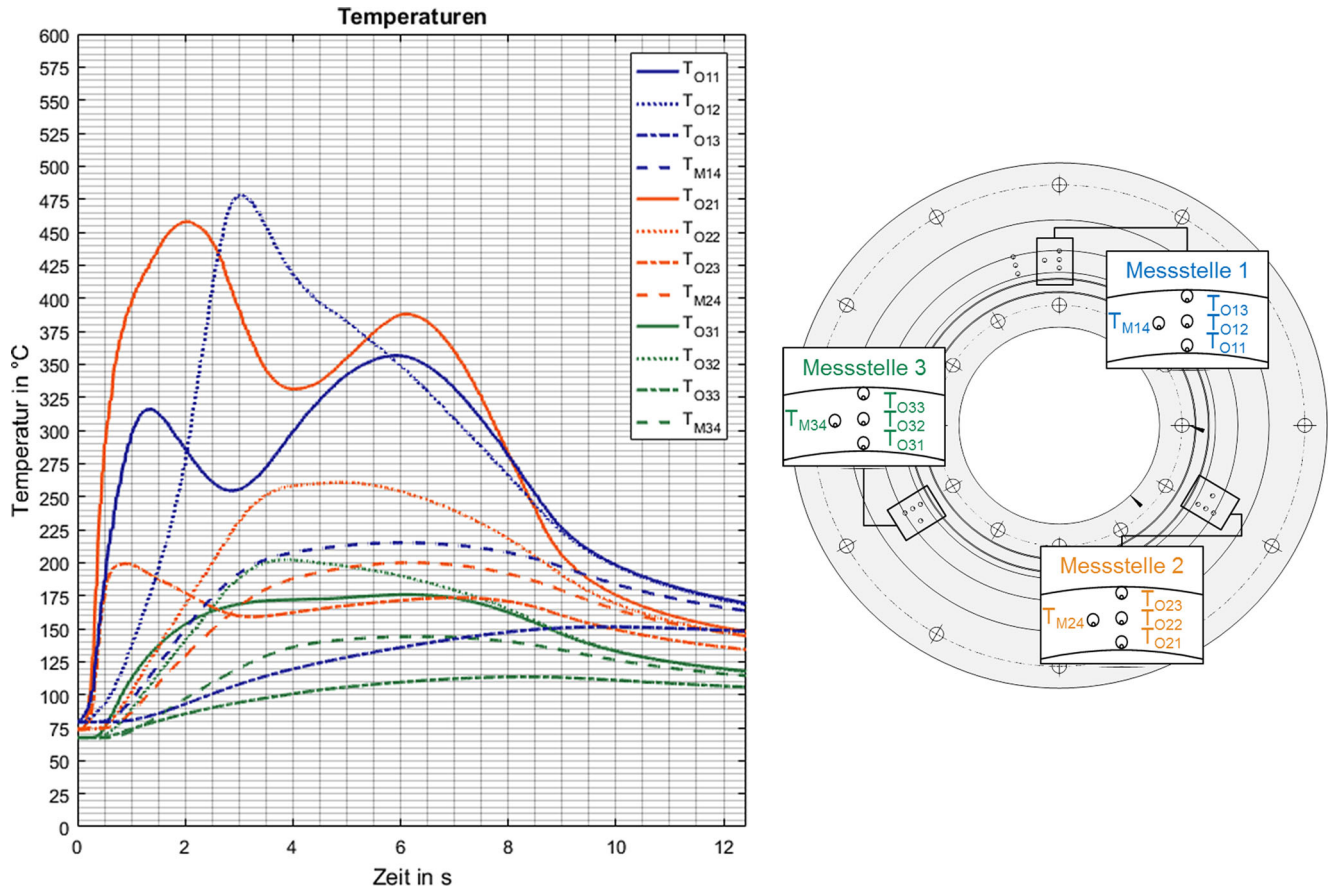 Temperaturen
600
575
550
525
500
475
450
425
400
375
350
325
300
275
250
225
200
175
150
125
100
75
50
25
0
Temperatur in °C
0 2 4 6 8 10 12
Zeit in s
TO11
TO12
TO13
TM14
TO21
TO22
TO23
TM24
TO31
TO32
TO33
TM34
Messstelle 1
TO13
TM14 TO12
TO11
Messstelle 3
TO33
TM34 TO32
TO31
Messstelle 2
TO23
TM24 TO22
TO21